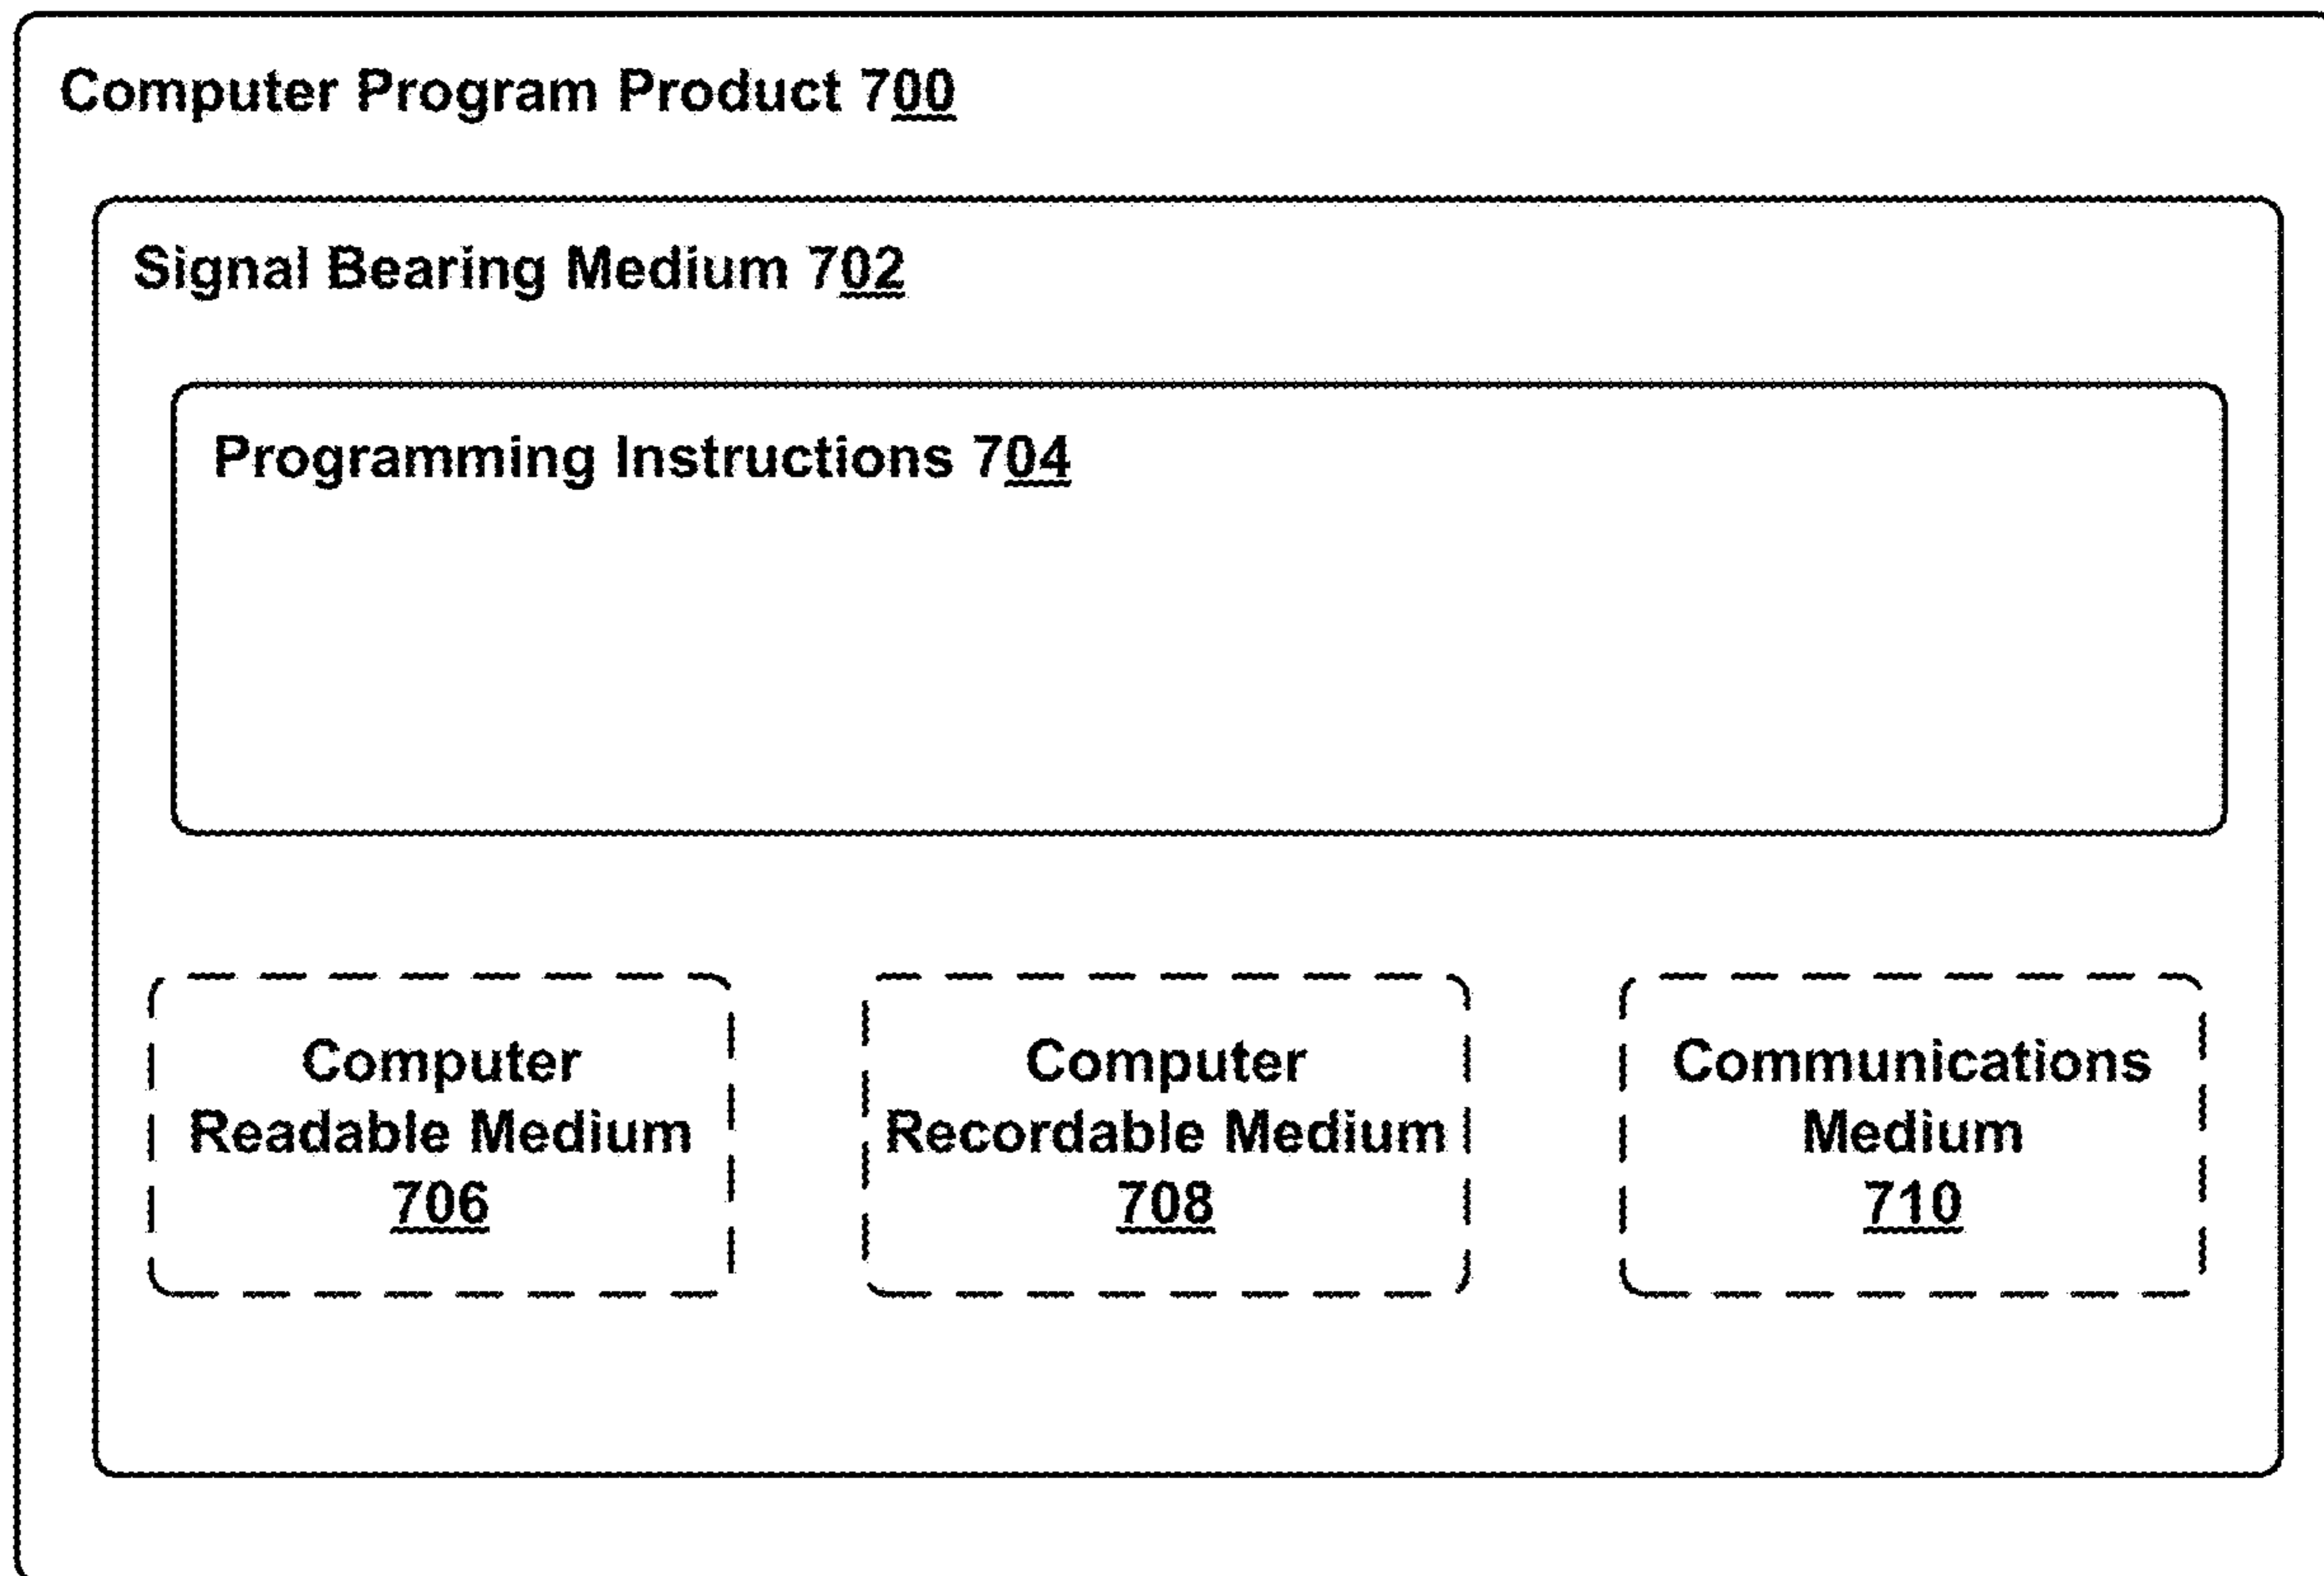 Computer Program Product 700
Signal Bearing Medium 702
Programming Instructions 704
Computer
Readable Medium
706
Computer
Recordable Medium
708
Communications
Medium
710